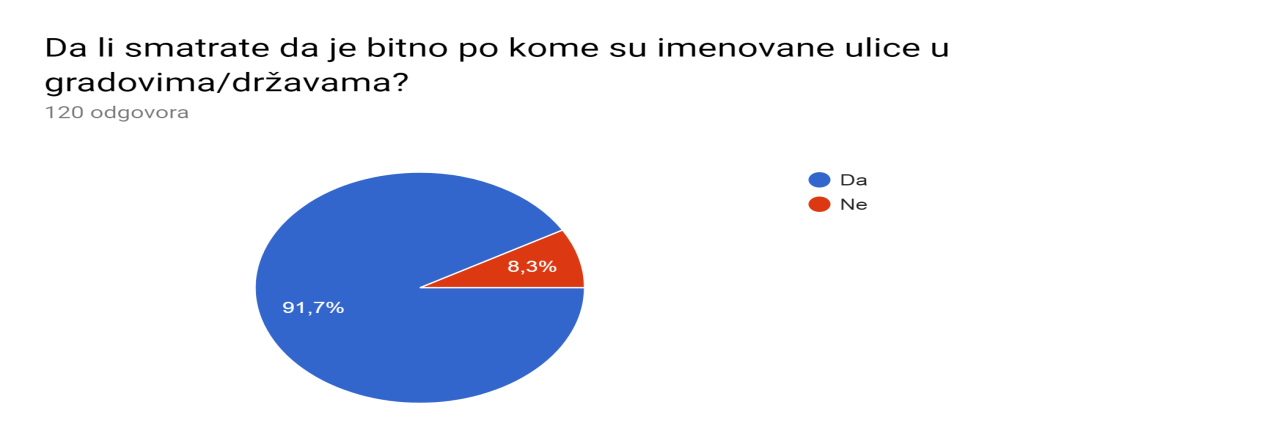 Da li smatrate da je bitno po kome su imenovane ulice u
gradovima/državama?
120 odgovora
Da
Ne
8,3%
91,7%